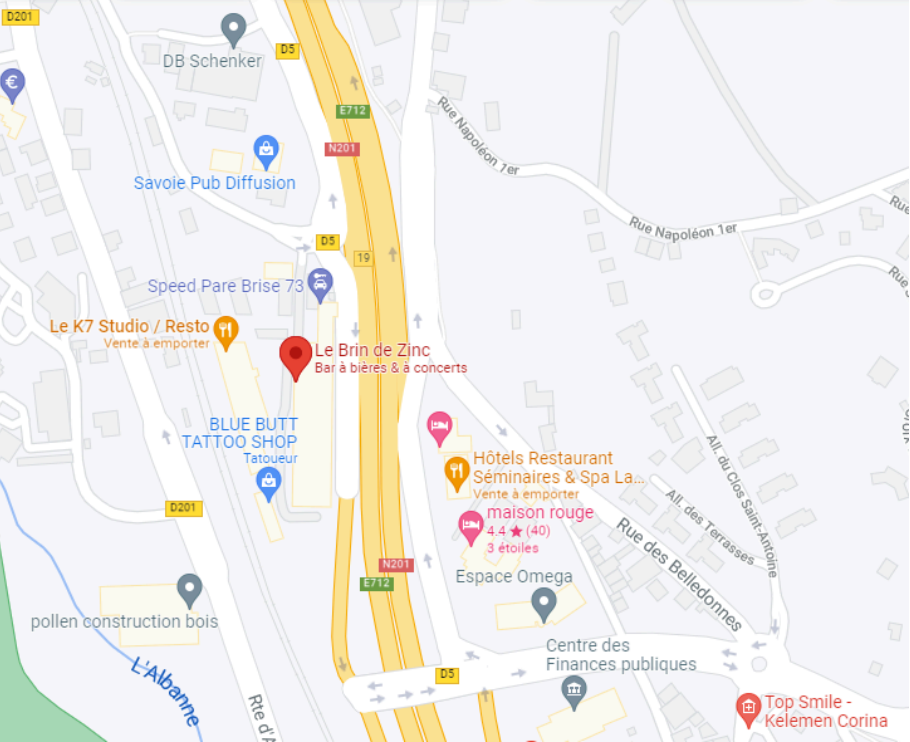 D201
DB Schenker
D5
€
E712
N201
Rue Napoléon 1er
Savoie Pub Diffusion
Rue Napoléon 1er
Rue
D5
19
Rue
Speed Pare Brise 73
Le K7 Studio / Resto
Vente à emporter
Le Brin de Zinc
Bar à bières & à concerts
BLUE BUTT
TATTOO SHOP
Tatoueur
Hôtels Restaurant
Séminaires & Spa La...
Vente à emporter
All. du Clos Saint-Antoine
All. des Terrasses
maison rouge
4.4 ★ (40)
3 étoiles
D201
Rue des Belledonnes
N201
E712
Espace Omega
pollen construction bois
Centre des
Finances publiques
L'Albanne
D5
Rte d'A
Top Smile -
Kelemen Corina